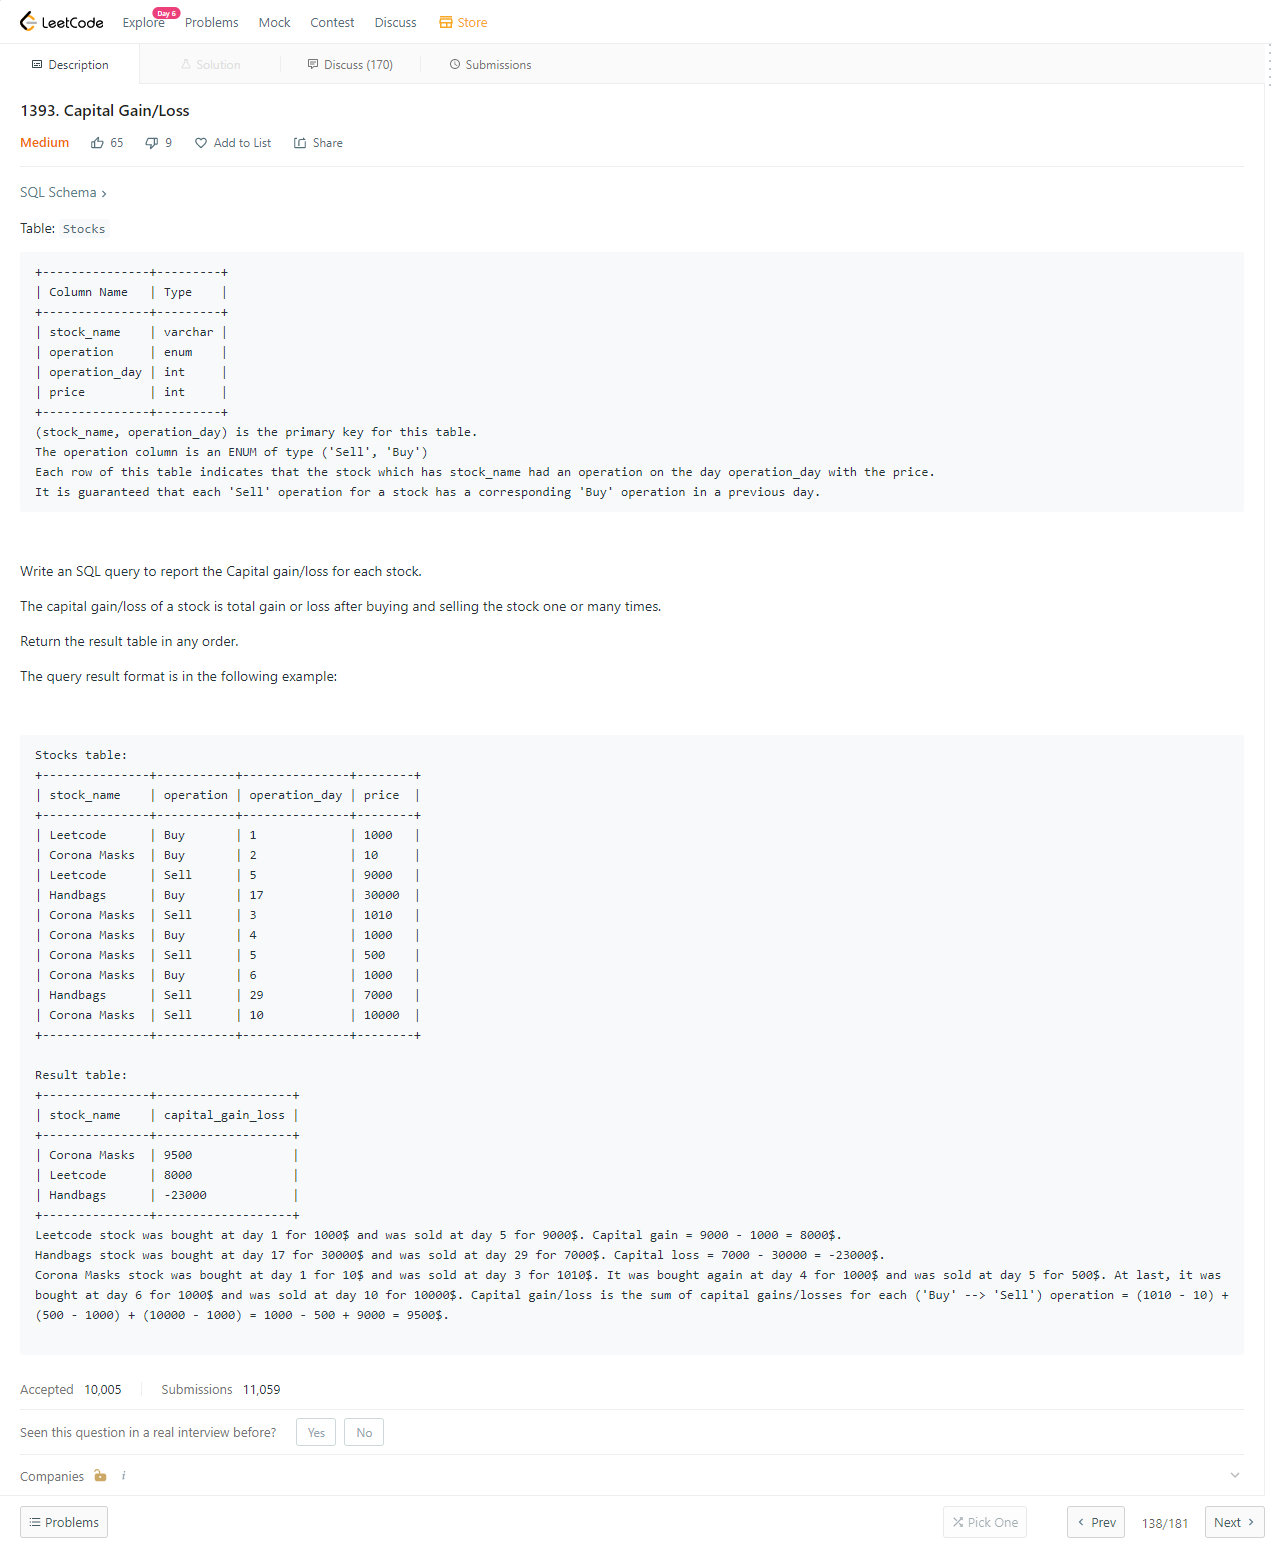 LeetCode Explore Day 6 Problems Mock Contest Discuss Store
Description Solution Discuss (170) Submissions
1393. Capital Gain/Loss
Medium 65 9 Add to List Share
SQL Schema >
Table: Stocks
+---------------+---------+
| Column Name   | Type    |
+---------------+---------+
| stock_name    | varchar |
| operation     | enum    |
| operation_day | int     |
| price         | int     |
+---------------+---------+
(stock_name, operation_day) is the primary key for this table.
The operation column is an ENUM of type ('Sell', 'Buy')
Each row of this table indicates that the stock which has stock_name had an operation on the day operation_day with the price.
It is guaranteed that each 'Sell' operation for a stock has a corresponding 'Buy' operation in a previous day.
Write an SQL query to report the Capital gain/loss for each stock.
The capital gain/loss of a stock is total gain or loss after buying and selling the stock one or many times.
Return the result table in any order.
The query result format is in the following example:
Stocks table:
+---------------+-----------+---------------+--------+
| stock_name    | operation | operation_day | price  |
+---------------+-----------+---------------+--------+
| Leetcode      | Buy       | 1             | 1000   |
| Corona Masks  | Buy       | 2             | 10     |
| Leetcode      | Sell      | 5             | 9000   |
| Handbags      | Buy       | 17            | 30000  |
| Corona Masks  | Sell      | 3             | 1010   |
| Corona Masks  | Buy       | 4             | 1000   |
| Corona Masks  | Sell      | 5             | 500    |
| Corona Masks  | Buy       | 6             | 1000   |
| Handbags      | Sell      | 29            | 7000   |
| Corona Masks  | Sell      | 10            | 10000  |
+---------------+-----------+---------------+--------+
Result table:
+---------------+-------------------+
| stock_name    | capital_gain_loss |
+---------------+-------------------+
| Corona Masks  | 9500              |
| Leetcode      | 8000              |
| Handbags      | -23000            |
+---------------+-------------------+
Leetcode stock was bought at day 1 for 1000$ and was sold at day 5 for 9000$. Capital gain = 9000 - 1000 = 8000$.
Handbags stock was bought at day 17 for 30000$ and was sold at day 29 for 7000$. Capital loss = 7000 - 30000 = -23000$.
Corona Masks stock was bought at day 1 for 10$ and was sold at day 3 for 1010$. It was bought again at day 4 for 1000$ and was sold at day 5 for 500$. At last, it was
bought at day 6 for 1000$ and was sold at day 10 for 10000$. Capital gain/loss is the sum of capital gains/losses for each ('Buy' --> 'Sell') operation = (1010 - 10) +
(500 - 1000) + (10000 - 1000) = 1000 - 500 + 9000 = 9500$.
Accepted 10,005 Submissions 11,059
Seen this question in a real interview before? Yes No
Companies i
Problems Pick One < Prev 138/181 Next >